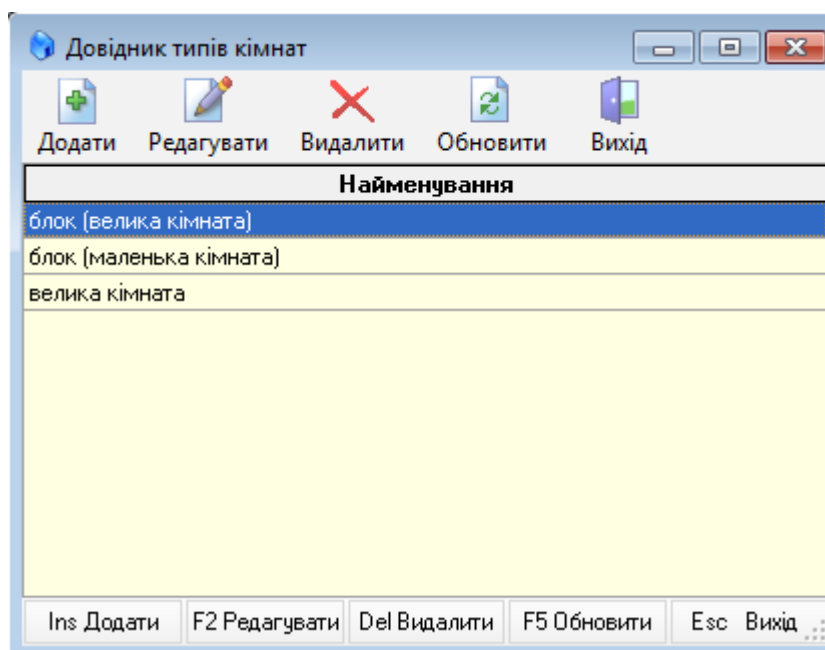 Довідник типів кімнат
Додати Редагувати Видалити Обновити Вихід
Найменування
блок (велика кімната)
блок (маленька кімната)
велика кімната
Ins Додати F2 Редагувати Del Видалити F5 Обновити Esc Вихід